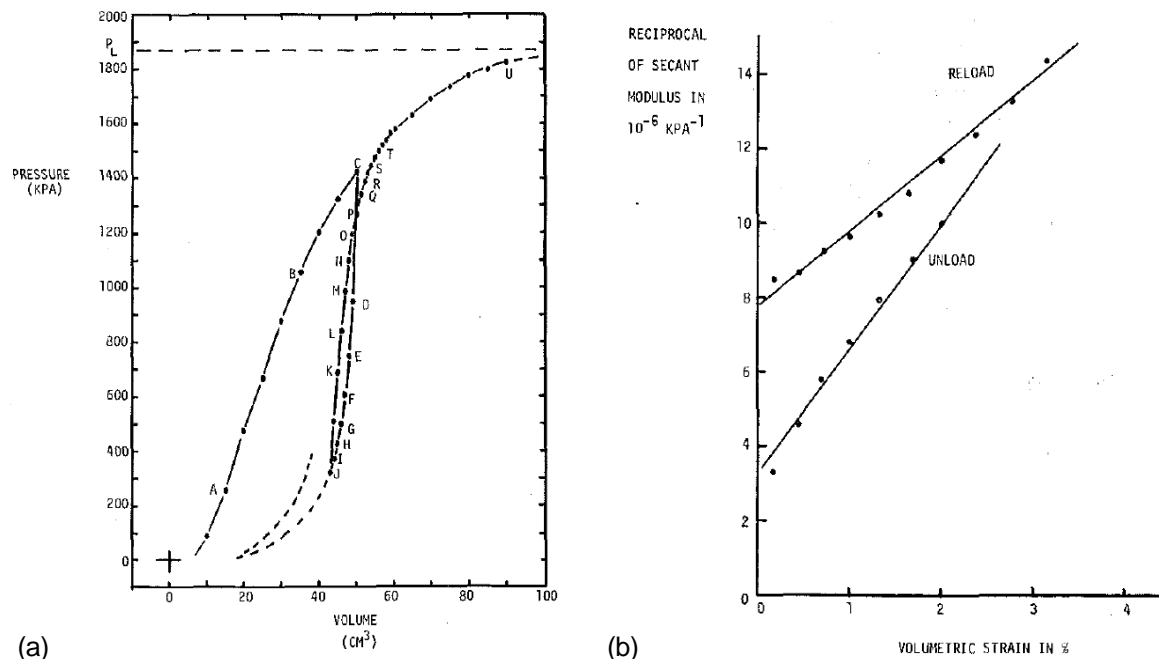 2000
P
L
1800
1600
1400
1200
1000
800
600
400
200
0
PRESSURE
(KPA)
A
B
C
D
E
F
G
H
I
J
K
L
M
N
O
P
Q
R
S
T
U
0
20
40
60
80
100
VOLUME
(CM³)
(a)
RECIPROCAL
OF SECANT
MODULUS IN
10⁻⁶ KPA⁻¹
14
12
10
8
6
4
2
0
RELOAD
UNLOAD
1
2
3
4
VOLUMETRIC STRAIN IN %
(b)